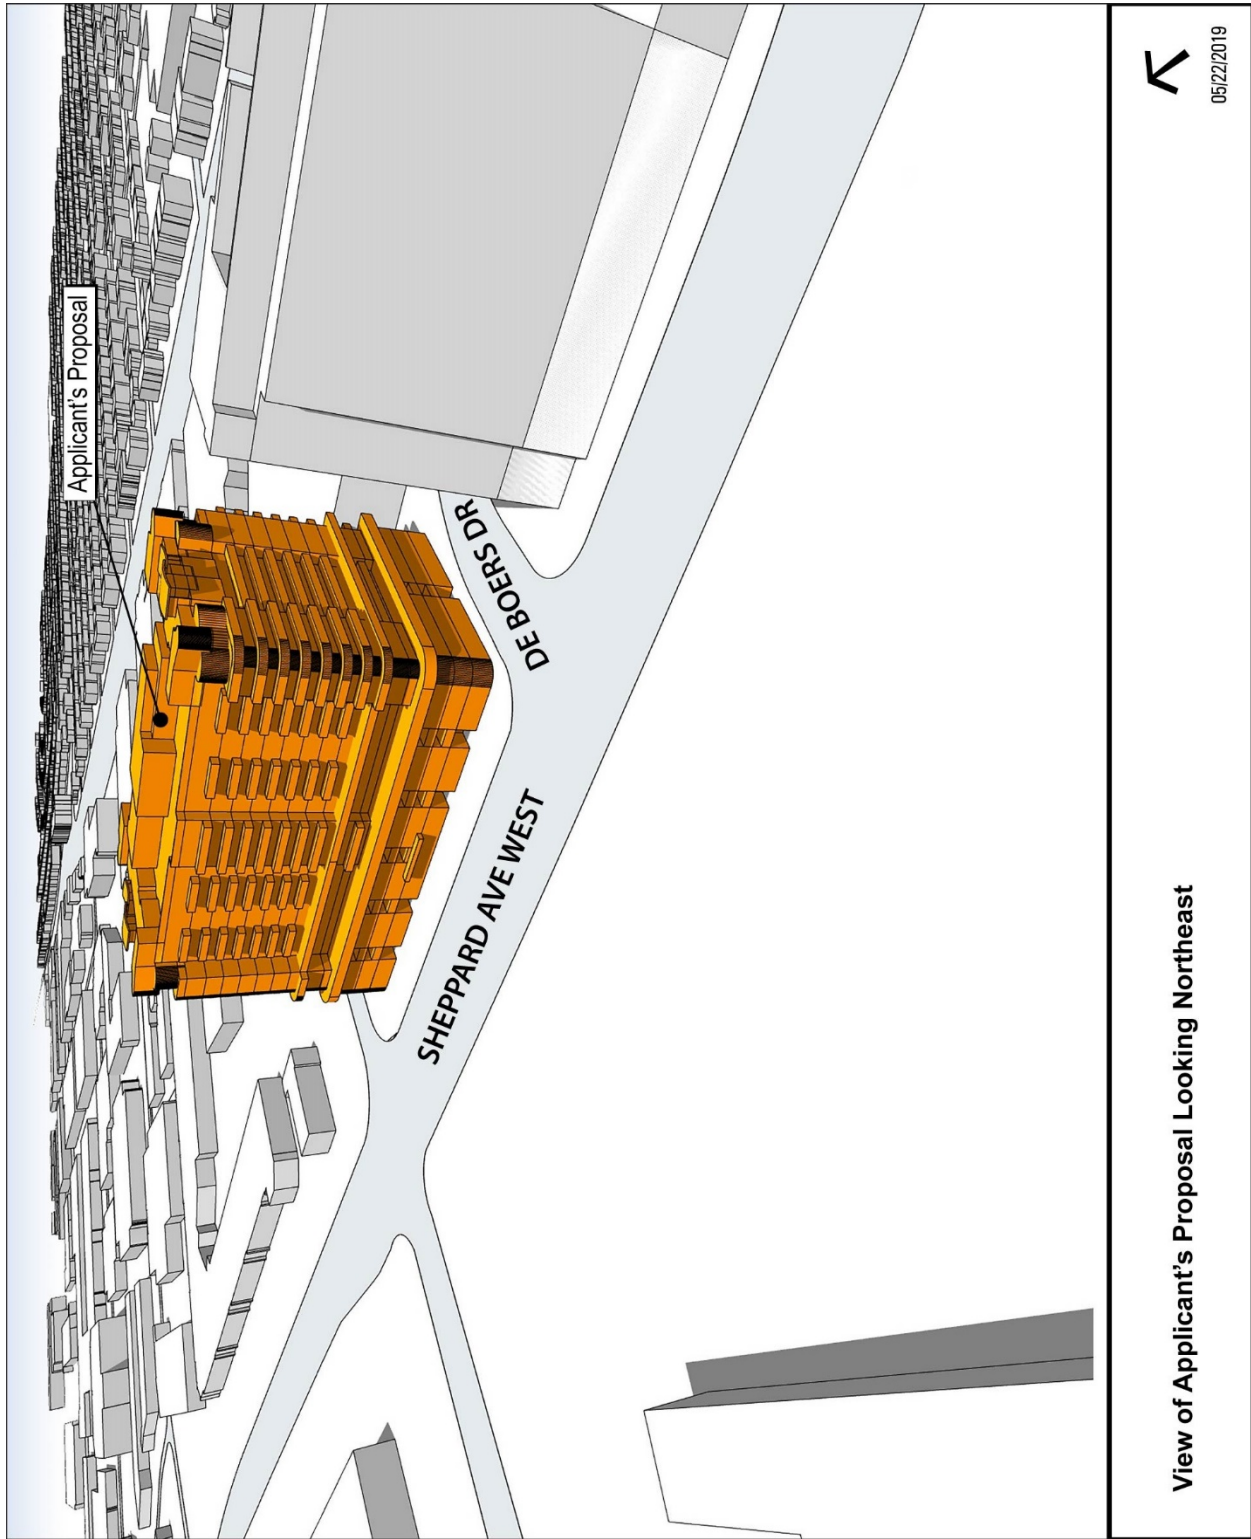 Applicant's Proposal
DE BOERS DR
SHEPPARD AVE WEST
View of Applicant's Proposal Looking Northeast
05/22/2019